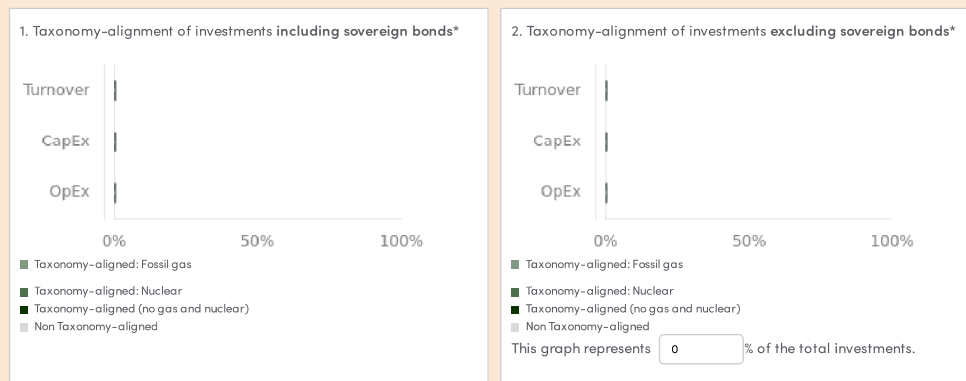 1. Taxonomy-alignment of investments including sovereign bonds*
Turnover
CapEx
OpEx
0% 50% 100%
Taxonomy-aligned: Fossil gas
Taxonomy-aligned: Nuclear
Taxonomy-aligned (no gas and nuclear)
Non Taxonomy-aligned
2. Taxonomy-alignment of investments excluding sovereign bonds*
Turnover
CapEx
OpEx
0% 50% 100%
Taxonomy-aligned: Fossil gas
Taxonomy-aligned: Nuclear
Taxonomy-aligned (no gas and nuclear)
Non Taxonomy-aligned
This graph represents 0 % of the total investments.